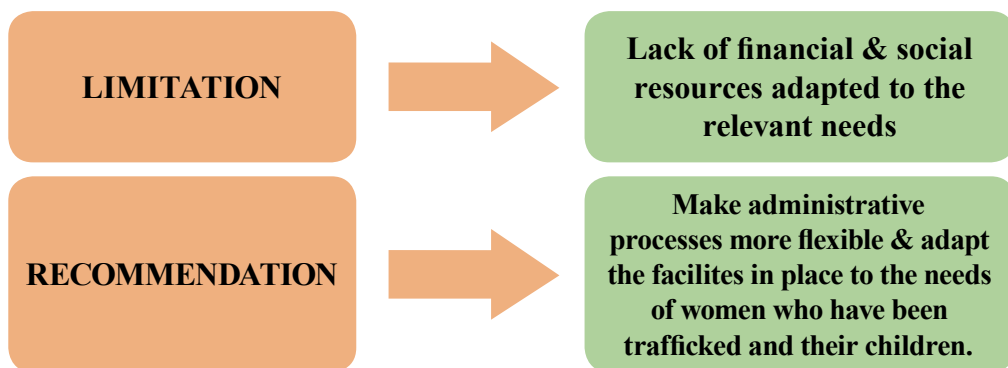 LIMITATION
Lack of financial & social
resources adapted to the
relevant needs
RECOMMENDATION
Make administrative
processes more flexible & adapt
the facilites in place to the needs
of women who have been
trafficked and their children.